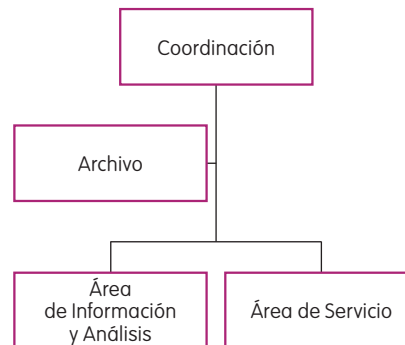 Coordinación
Archivo
Área
de Información
y Análisis
Área de Servicio